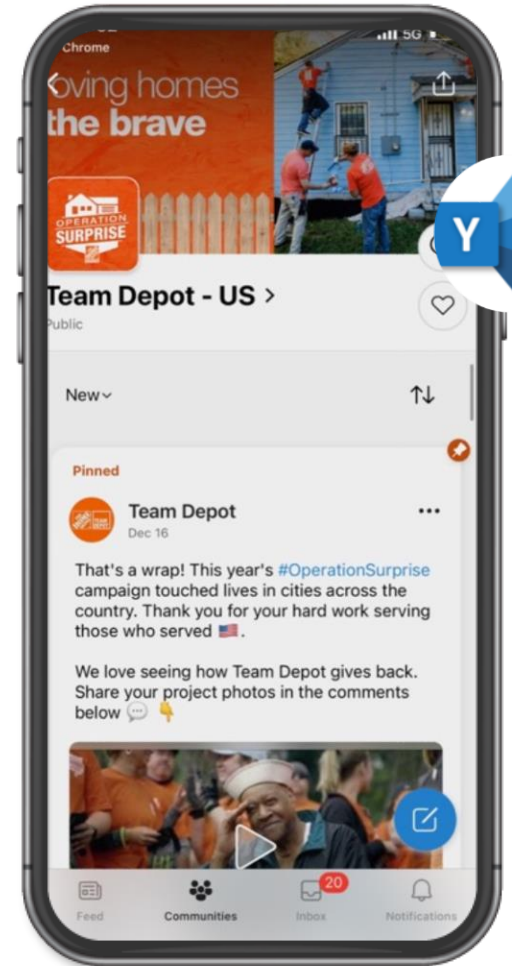 Chrome
5G
oving homes
the brave
OPERATION
SURPRISE
Y
Team Depot - US >
Public
New
Pinned
Team Depot
Dec 16
That's a wrap! This year's #OperationSurprise
campaign touched lives in cities across the
country. Thank you for your hard work serving
those who served 🇺🇸.
We love seeing how Team Depot gives back.
Share your project photos in the comments
below 💬 👇
20
Feed
Communities
Inbox
Notifications